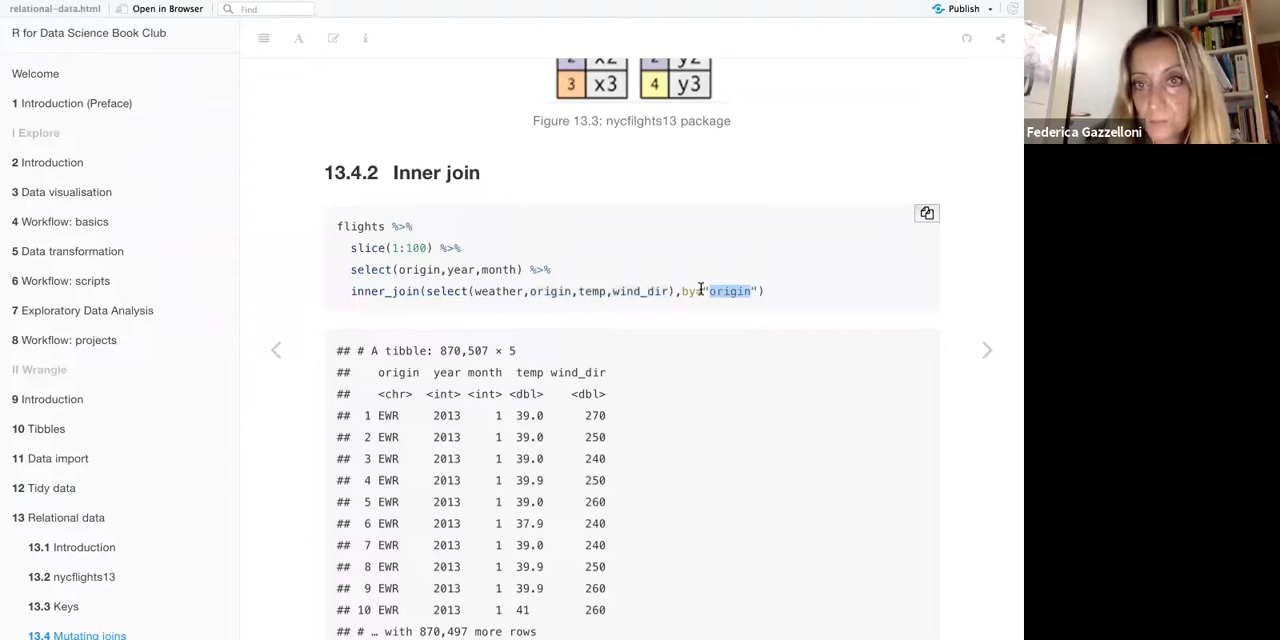 relational-data.html Open in Browser Find Publish
R for Data Science Book Club
Welcome
1 Introduction (Preface)
I Explore
2 Introduction
3 Data visualisation
4 Workflow: basics
5 Data transformation
6 Workflow: scripts
7 Exploratory Data Analysis
8 Workflow: projects
II Wrangle
9 Introduction
10 Tibbles
11 Data import
12 Tidy data
13 Relational data
13.1 Introduction
13.2 nycflights13
13.3 Keys
13.4 Mutating joins
2 x2 2 y2
3 x3 4 y3
Figure 13.3: nycfilghts13 package
13.4.2 Inner join
flights %>%
slice(1:100) %>%
select(origin,year,month) %>%
inner_join(select(weather,origin,temp,wind_dir),by="origin")
## # A tibble: 870,507 × 5
## origin year month temp wind_dir
## <chr> <int> <int> <dbl> <dbl>
## 1 EWR 2013 1 39.0 270
## 2 EWR 2013 1 39.0 250
## 3 EWR 2013 1 39.0 240
## 4 EWR 2013 1 39.9 250
## 5 EWR 2013 1 39.0 260
## 6 EWR 2013 1 37.9 240
## 7 EWR 2013 1 39.0 240
## 8 EWR 2013 1 39.9 250
## 9 EWR 2013 1 39.9 260
## 10 EWR 2013 1 41 260
## # … with 870,497 more rows
Federica Gazzelloni